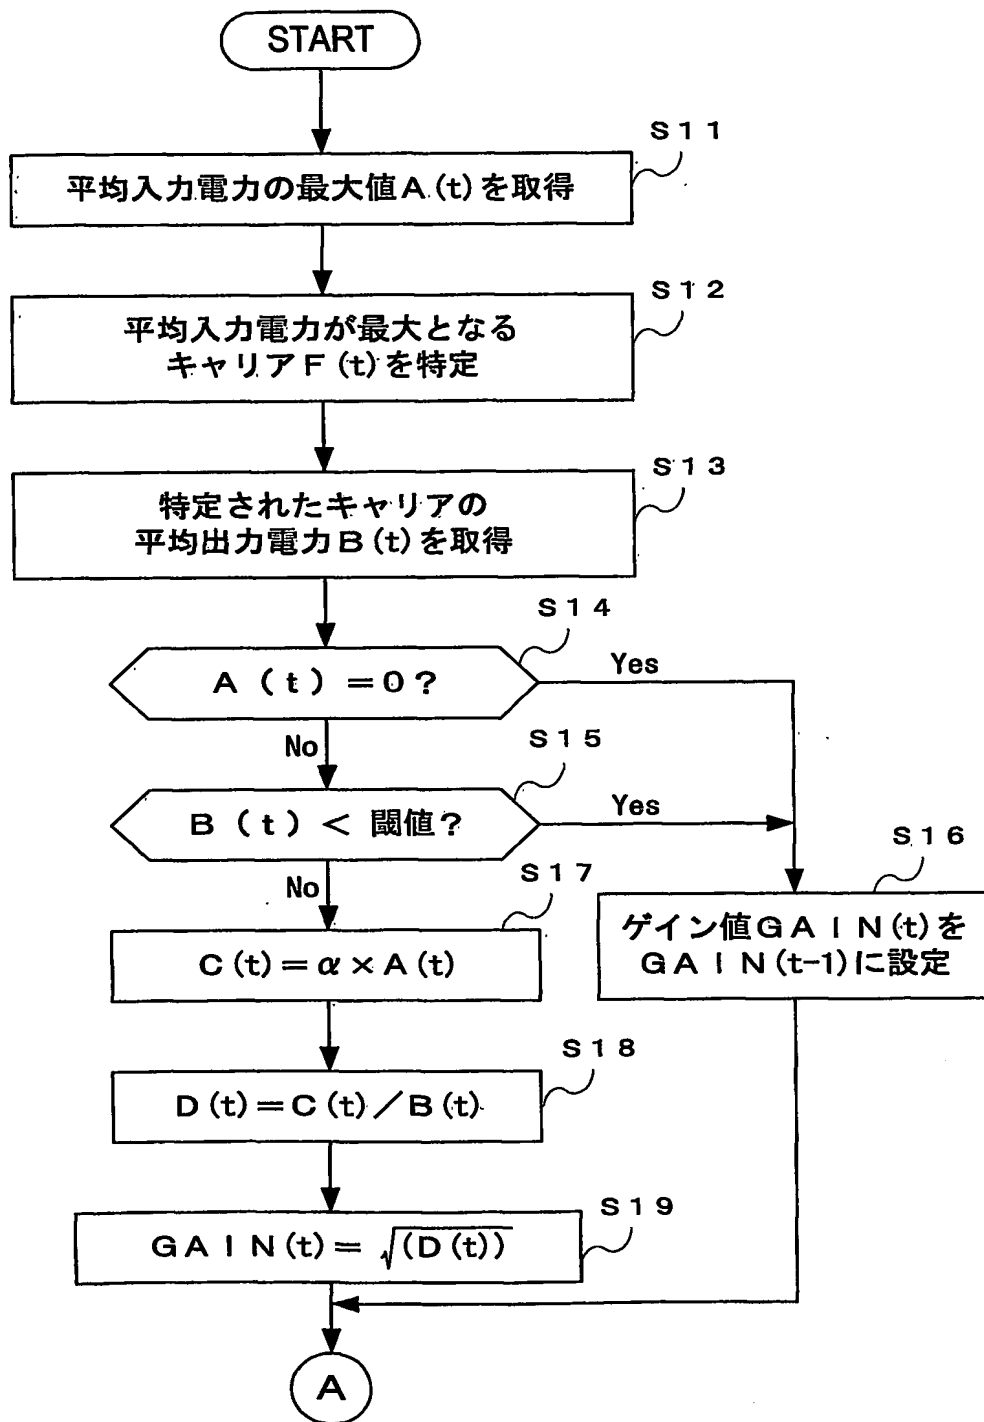 START
S11
平均入力電力の最大値A(t)を取得
S12
平均入力電力が最大となる
キャリアF(t)を特定
S13
特定されたキャリアの
平均出力電力B(t)を取得
S14
A(t)=0?
Yes
No
S15
B(t)< 閾値?
Yes
No
S16
ゲイン値GAIN(t)を
GAIN(t-1)に設定
S17
C(t)=α×A(t)
S18
D(t)=C(t)/B(t)
S19
GAIN(t)=√(D(t))
A